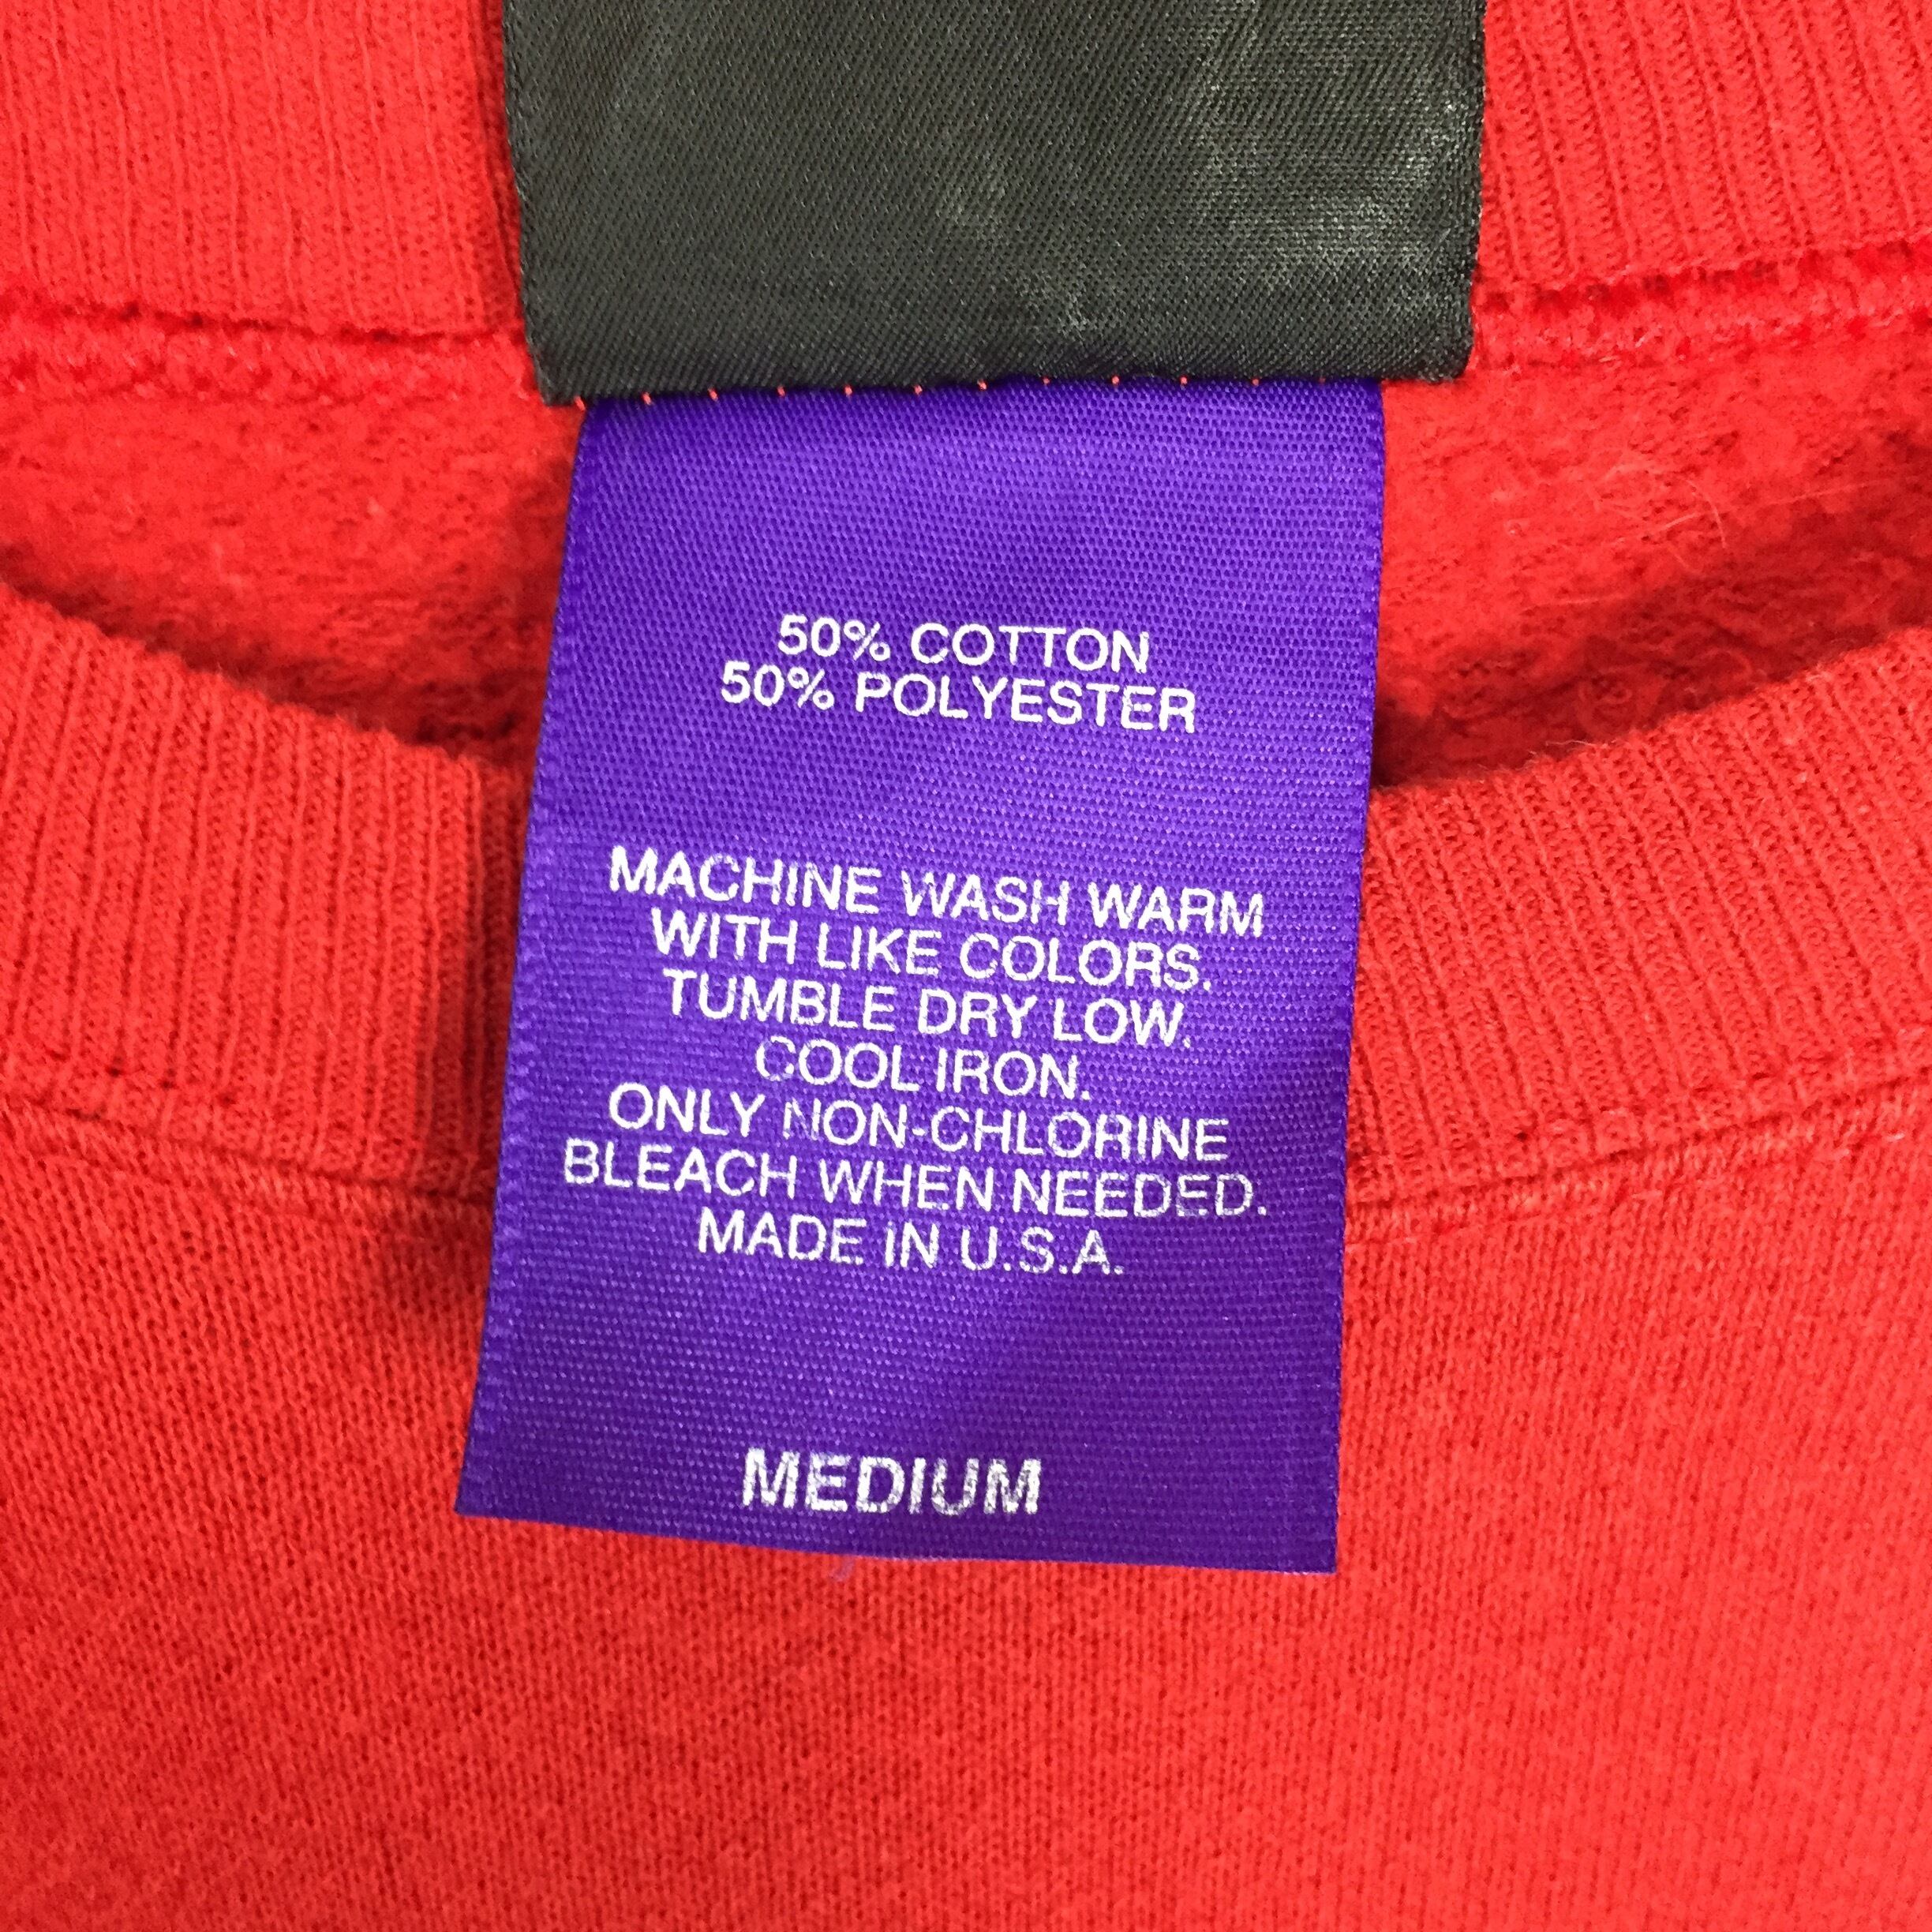 50% COTTON
50% POLYESTER
MACHINE WASH WARM
WITH LIKE COLORS.
TUMBLE DRY LOW.
COOL IRON.
ONLY NON-CHLORINE
BLEACH WHEN NEEDED.
MADE IN U.S.A.
MEDIUM